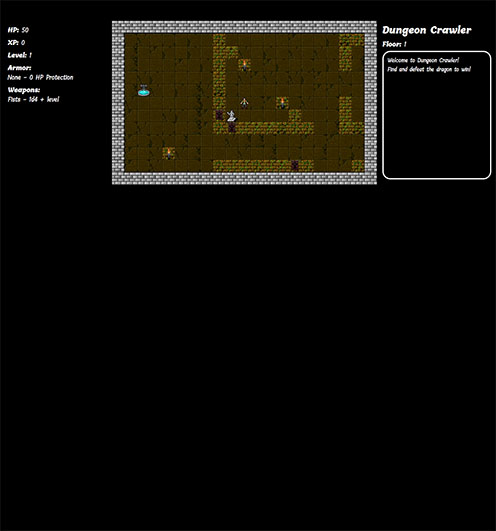 HP: 50
XP: 0
Level: 1
Armor:
None - 0 HP Protection
Weapons:
Fists - 1d4 + level
Dungeon Crawler
Floor: 1
Welcome to Dungeon Crawler!
Find and defeat the dragon to win!